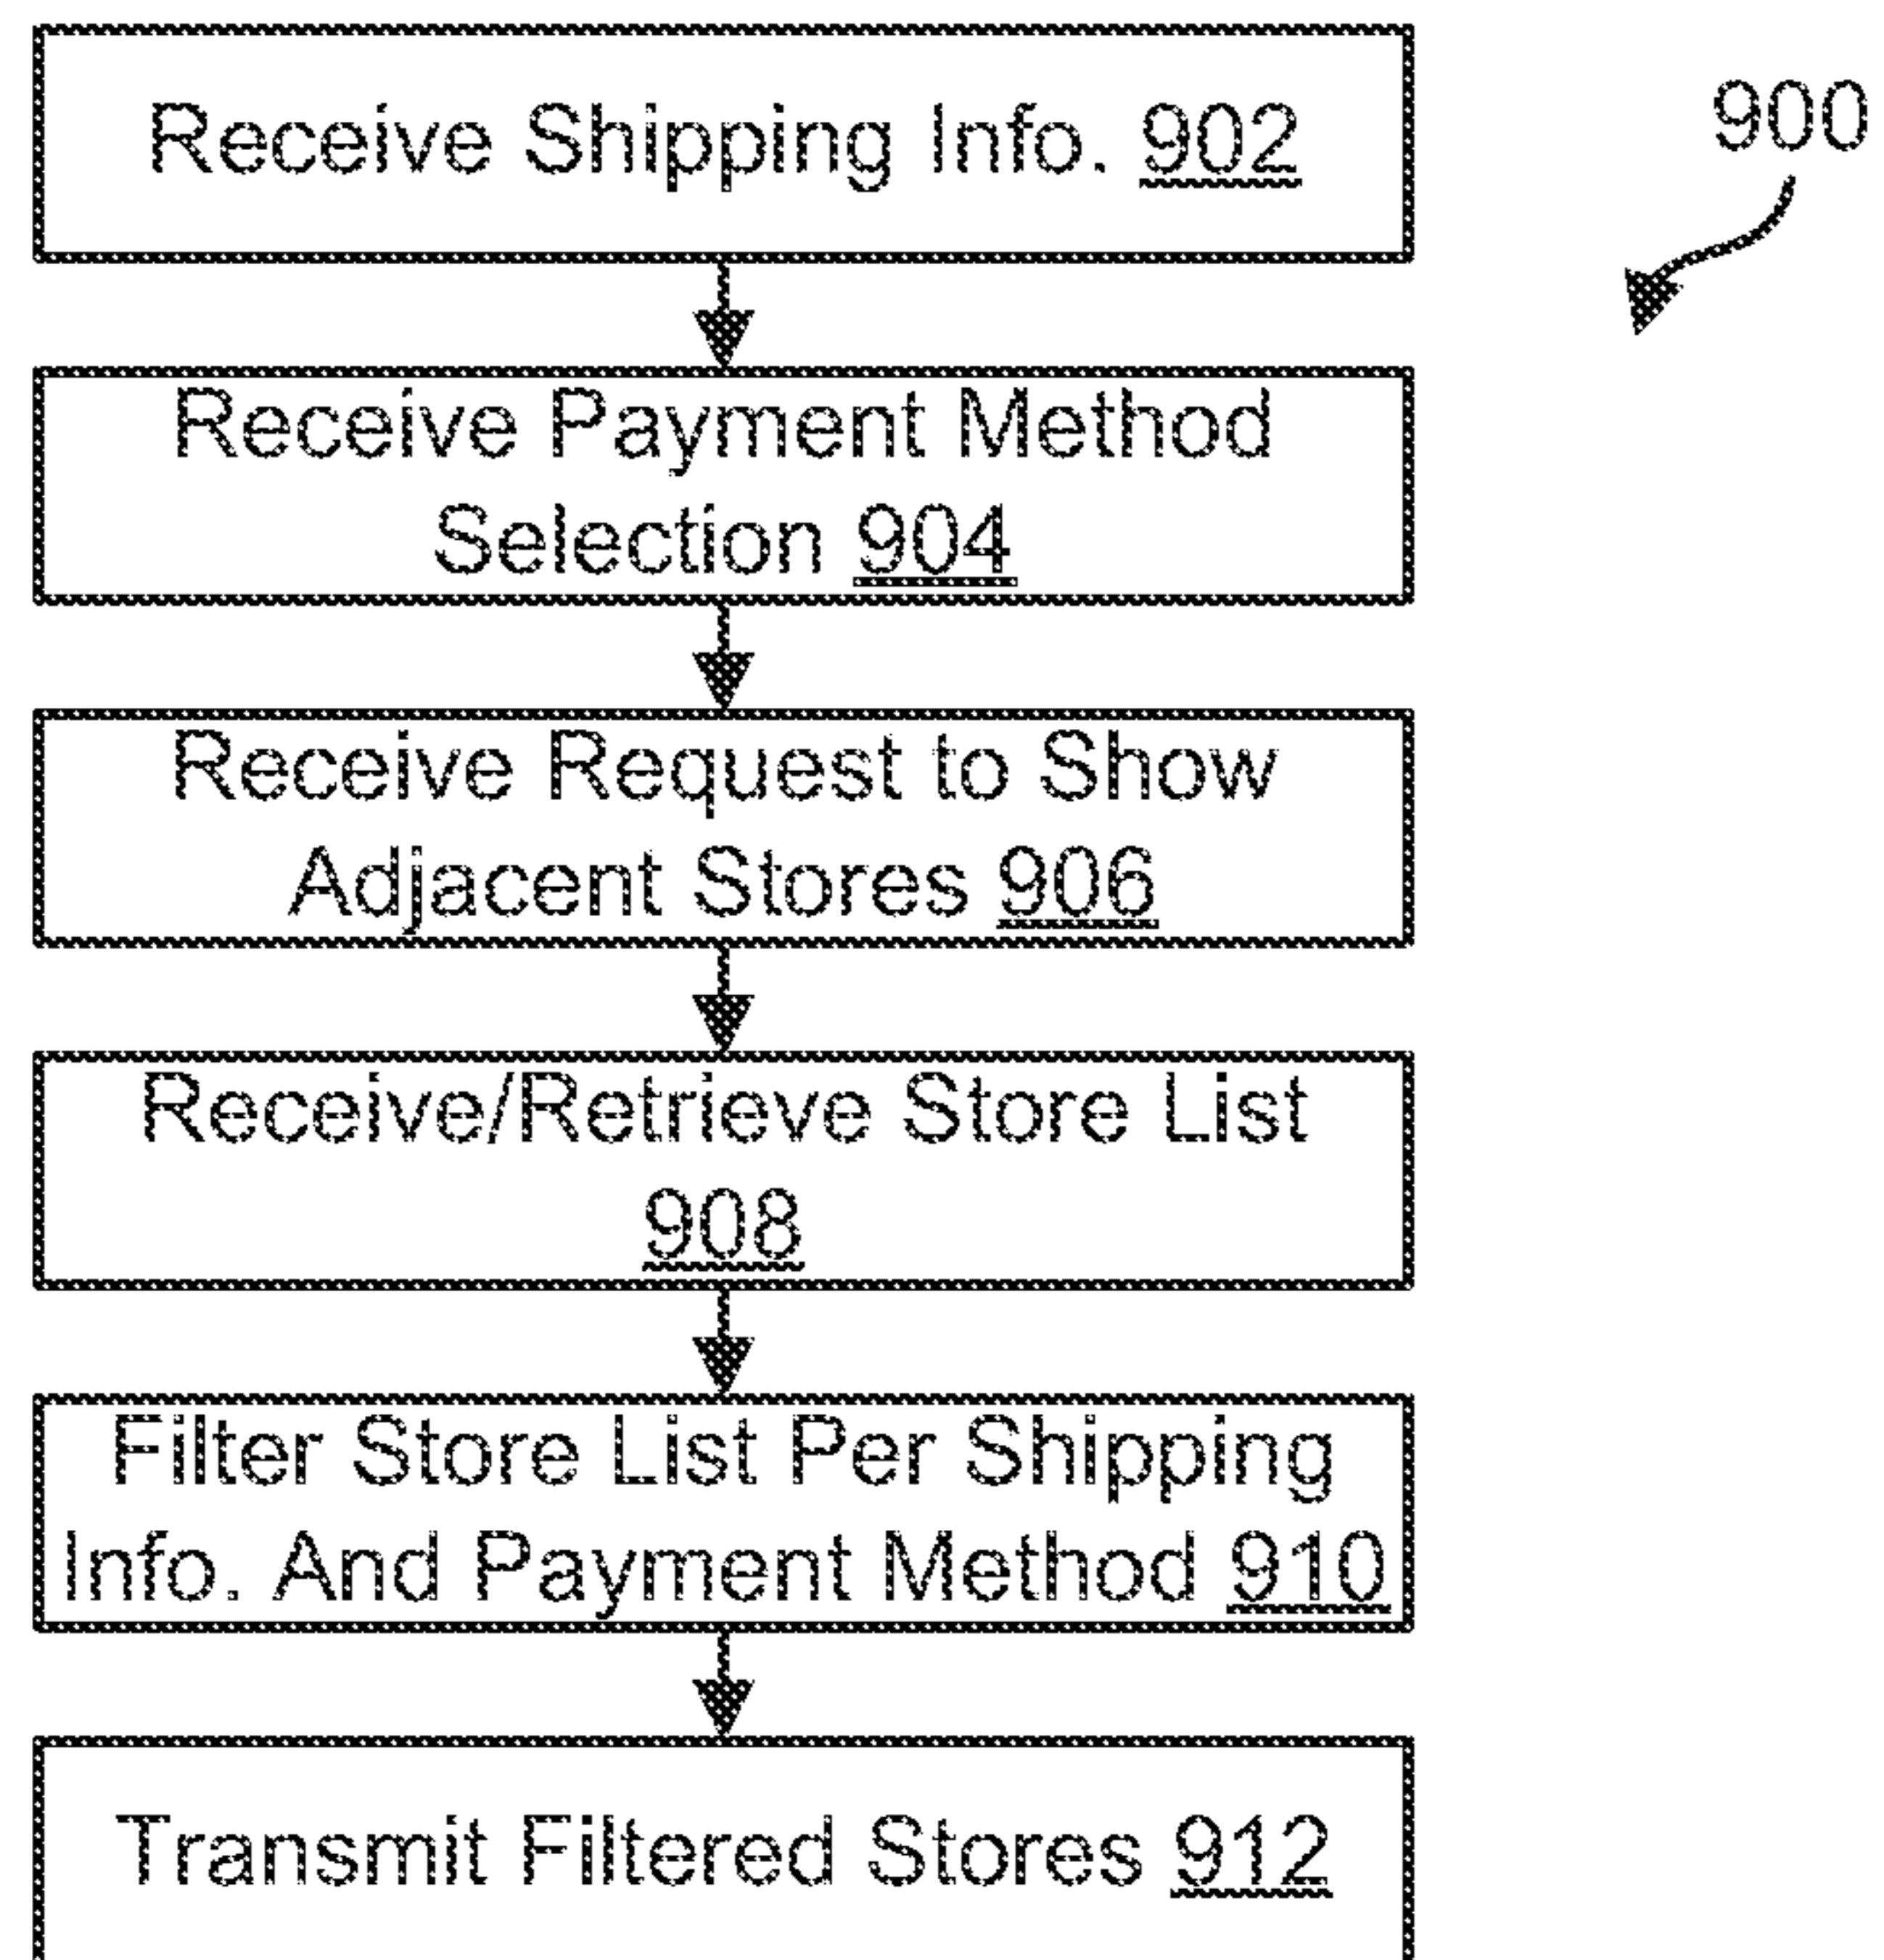 Receive Shipping Info. 902
900
Receive Payment Method
Selection 904
Receive Request to Show
Adjacent Stores 906
Receive/Retrieve Store List
908
Filter Store List Per Shipping
Info. And Payment Method 910
Transmit Filtered Stores 912